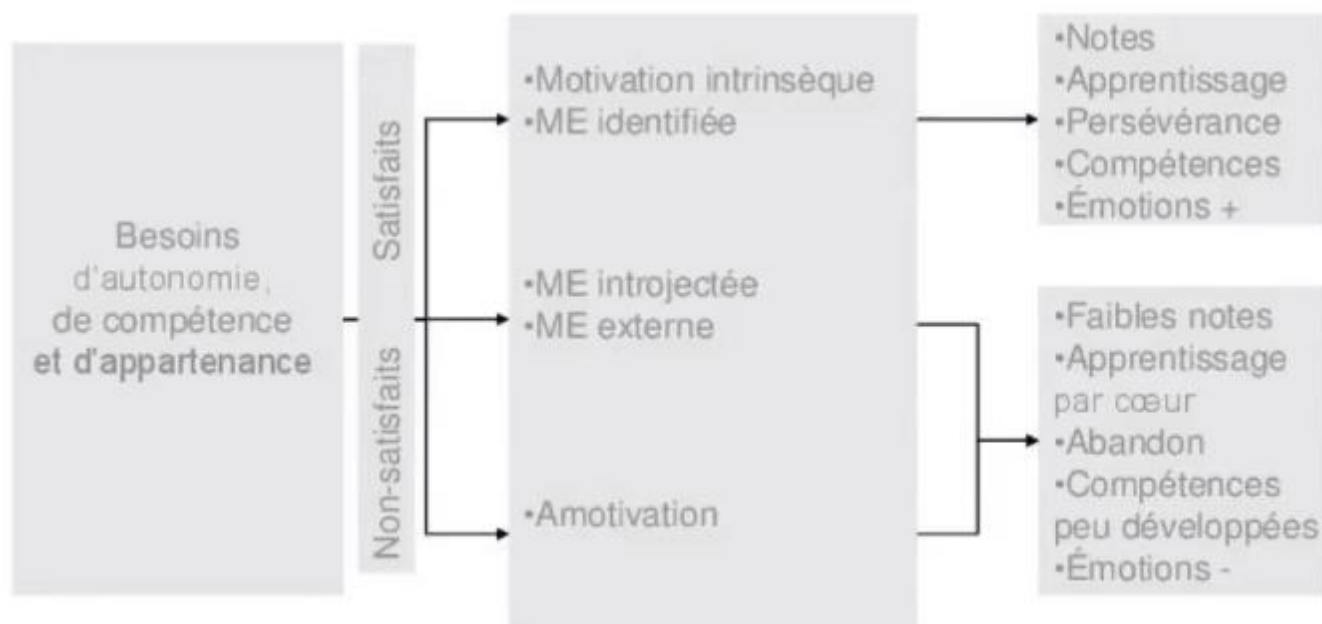 Besoins
d'autonomie,
de compétence
et d'appartenance
Satisfaits
Non-satisfaits
•Motivation intrinsèque
•ME identifiée
•ME introjectée
•ME externe
•Amotivation
•Notes
•Apprentissage
•Persévérance
•Compétences
•Émotions +
•Faibles notes
•Apprentissage
par cœur
•Abandon
•Compétences
peu développées
•Émotions -